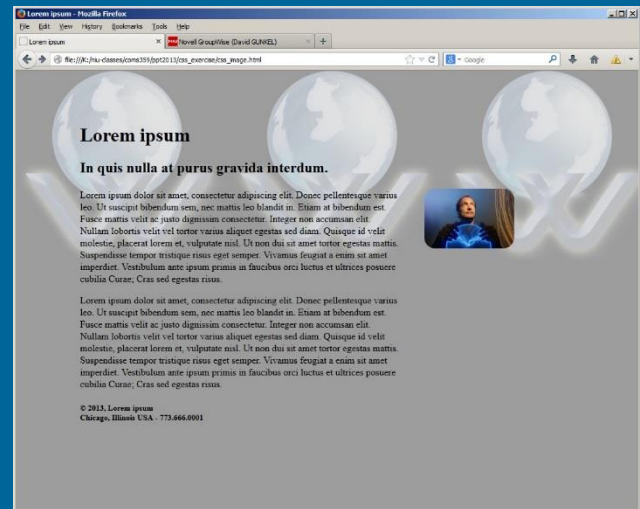 Lorem ipsum - Mozilla Firefox
File Edit View History Bookmarks Tools Help
Lorem ipsum
Novell GroupWise (David GUNKEL)
file:///K:/niu-classes/coms359/ppt2013/css_exercise/css_image.html
Google
Lorem ipsum
In quis nulla at purus gravida interdum.
Lorem ipsum dolor sit amet, consectetur adipiscing elit. Donec pellentesque varius
leo. Ut suscipit bibendum sem, nec mattis leo blandit in. Etiam at bibendum est.
Fusce mattis velit ac justo dignissim consectetur. Integer non accumsan elit.
Nullam lobortis velit vel tortor varius aliquet egestas sed diam. Quisque id velit
molestie, placerat lorem et, vulputate nisl. Ut non dui sit amet tortor egestas mattis.
Suspendisse tempor tristique risus eget semper. Vivamus feugiat a enim sit amet
imperdiet. Vestibulum ante ipsum primis in faucibus orci luctus et ultrices posuere
cubilia Curae; Cras sed egestas risus.
Lorem ipsum dolor sit amet, consectetur adipiscing elit. Donec pellentesque varius
leo. Ut suscipit bibendum sem, nec mattis leo blandit in. Etiam at bibendum est.
Fusce mattis velit ac justo dignissim consectetur. Integer non accumsan elit.
Nullam lobortis velit vel tortor varius aliquet egestas sed diam. Quisque id velit
molestie, placerat lorem et, vulputate nisl. Ut non dui sit amet tortor egestas mattis.
Suspendisse tempor tristique risus eget semper. Vivamus feugiat a enim sit amet
imperdiet. Vestibulum ante ipsum primis in faucibus orci luctus et ultrices posuere
cubilia Curae; Cras sed egestas risus.
© 2013, Lorem ipsum
Chicago, Illinois USA - 773.666.0001